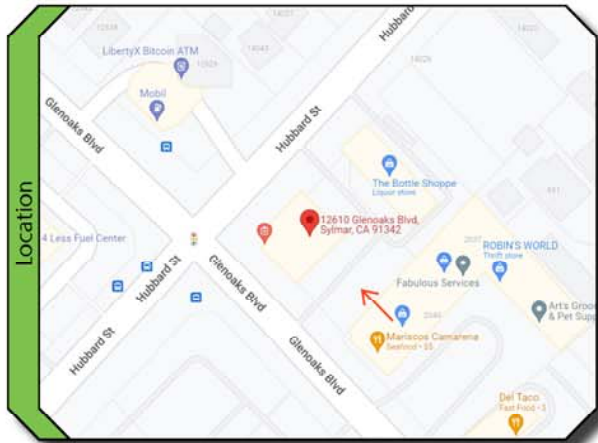 Location
LibertyX Bitcoin ATM
Mobil
Glenoaks Blvd
Hubbard St
The Bottle Shoppe
Liquor store
12610 Glenoaks Blvd,
Sylmar, CA 91342
4 Less Fuel Center
Hubbard St
Glenoaks Blvd
ROBIN'S WORLD
Thrift store
Fabulous Services
Art's Groo
& Pet Supp
Hubbard St
Mariscos Camarena
Seafood
Glenoaks Blvd
Del Taco
Fast Food